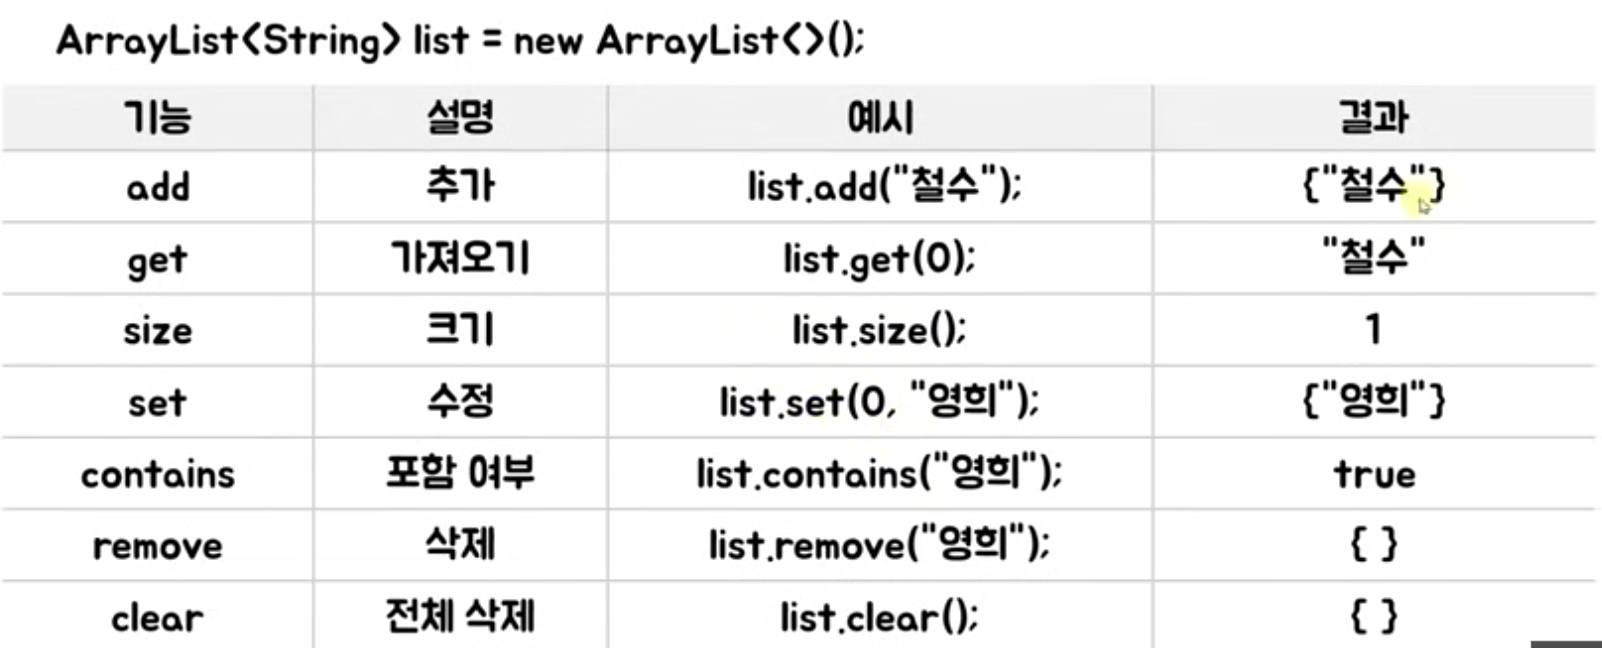 ArrayList<String> list = new ArrayList<>();
기능 설명 예시 결과
add 추가 list.add("철수"); {"철수"}
get 가져오기 list.get(0); "철수"
size 크기 list.size(); 1
set 수정 list.set(0, "영희"); {"영희"}
contains 포함 여부 list.contains("영희"); true
remove 삭제 list.remove("영희"); { }
clear 전체 삭제 list.clear(); { }